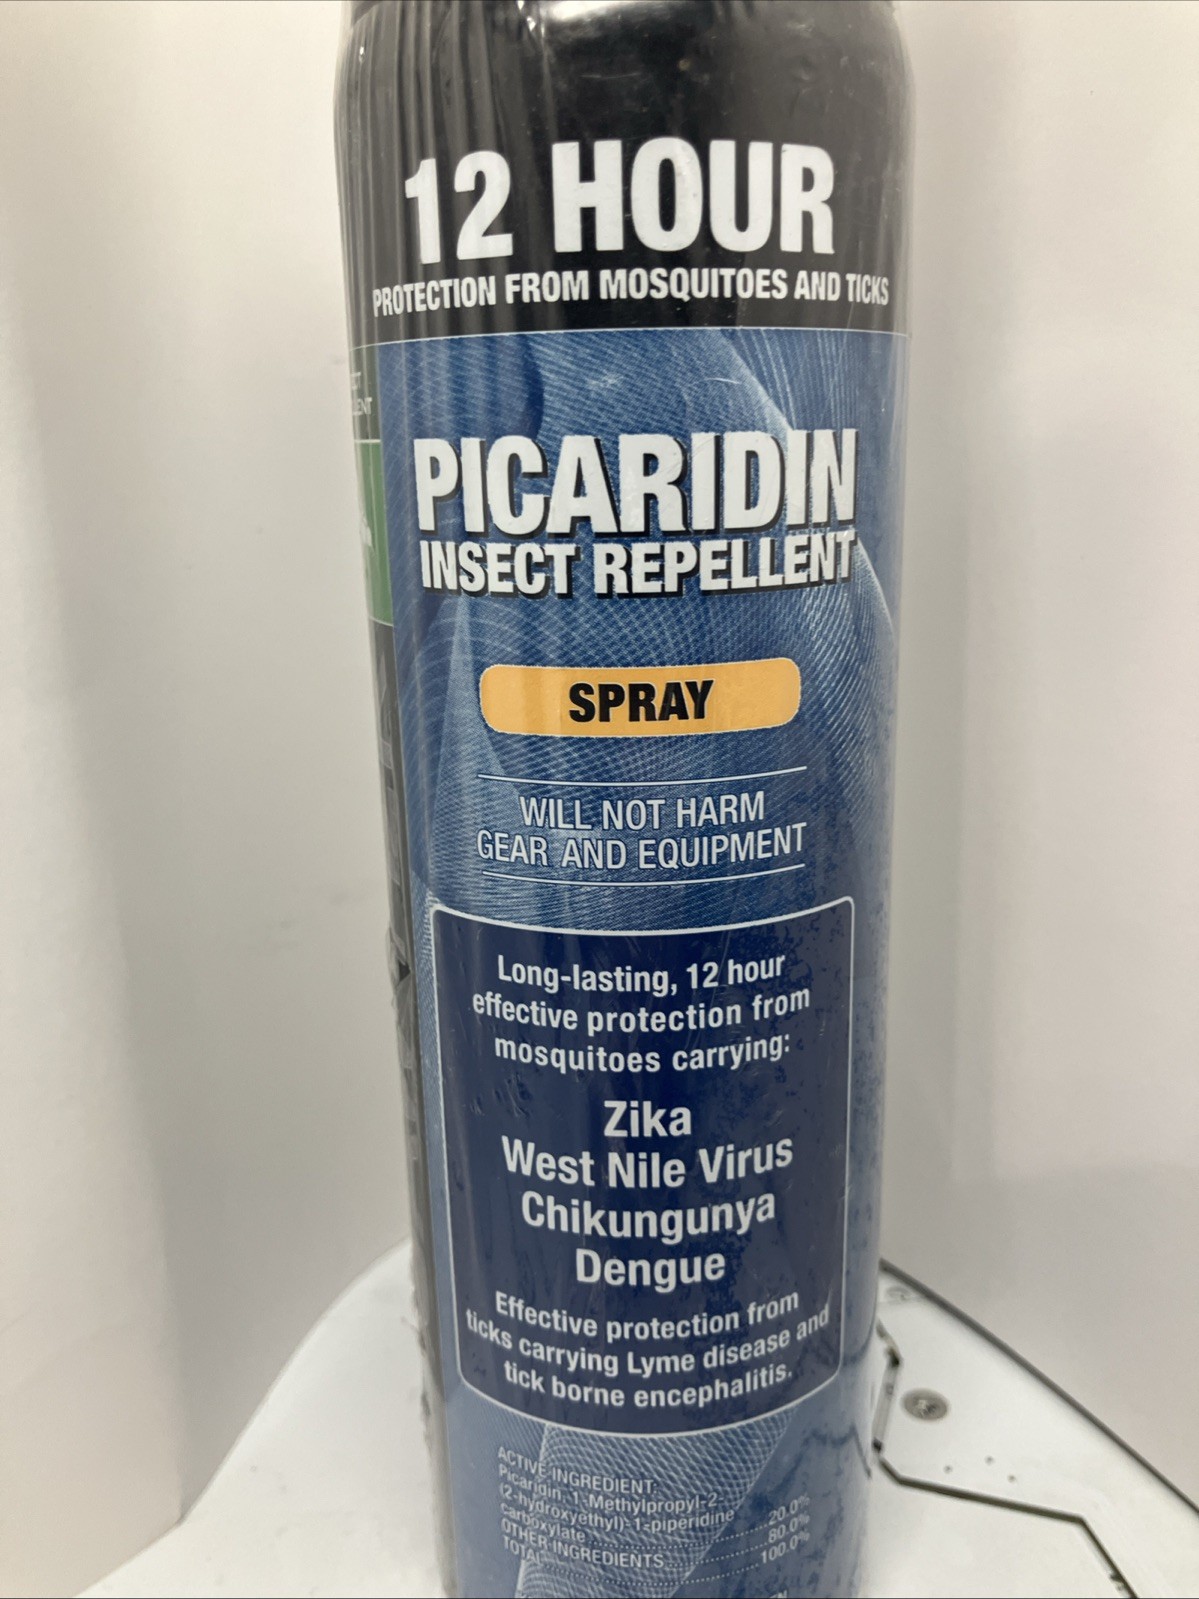 12 HOUR
PROTECTION FROM MOSQUITOES AND TICKS
PICARIDIN
INSECT REPELLENT
SPRAY
WILL NOT HARM
GEAR AND EQUIPMENT
Long-lasting, 12 hour
effective protection from
mosquitoes carrying:
Zika
West Nile Virus
Chikungunya
Dengue
Effective protection from
ticks carrying Lyme disease and
tick borne encephalitis.
ACTIVE INGREDIENT:
Picaridin, 1-Methylpropyl-2-
(2-hydroxyethyl)-1-piperidine
carboxylate 20.0%
OTHER INGREDIENTS 80.0%
TOTAL 100.0%